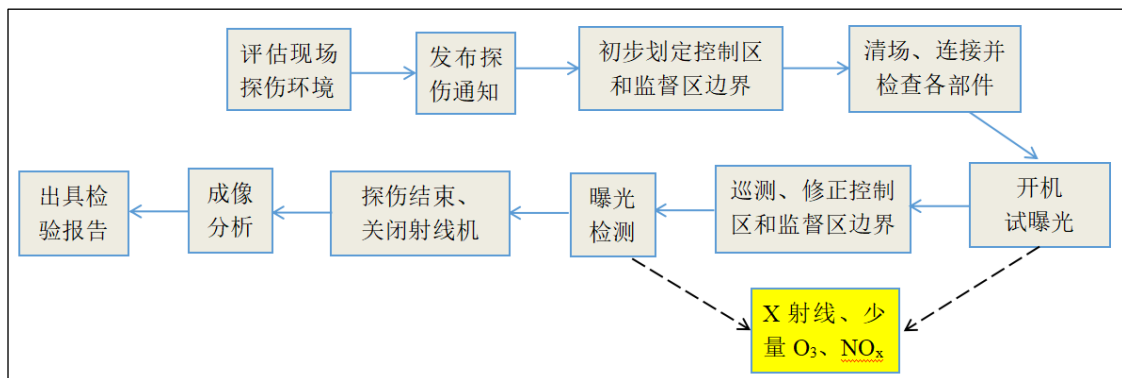 评估现场
探伤环境
发布探
伤通知
初步划定控制区
和监督区边界
清场、连接并
检查各部件
开机
试曝光
巡测、修正控制
区和监督区边界
曝光
检测
探伤结束、
关闭射线机
成像
分析
出具检
验报告
X 射线、少
量 O₃、NOₓ